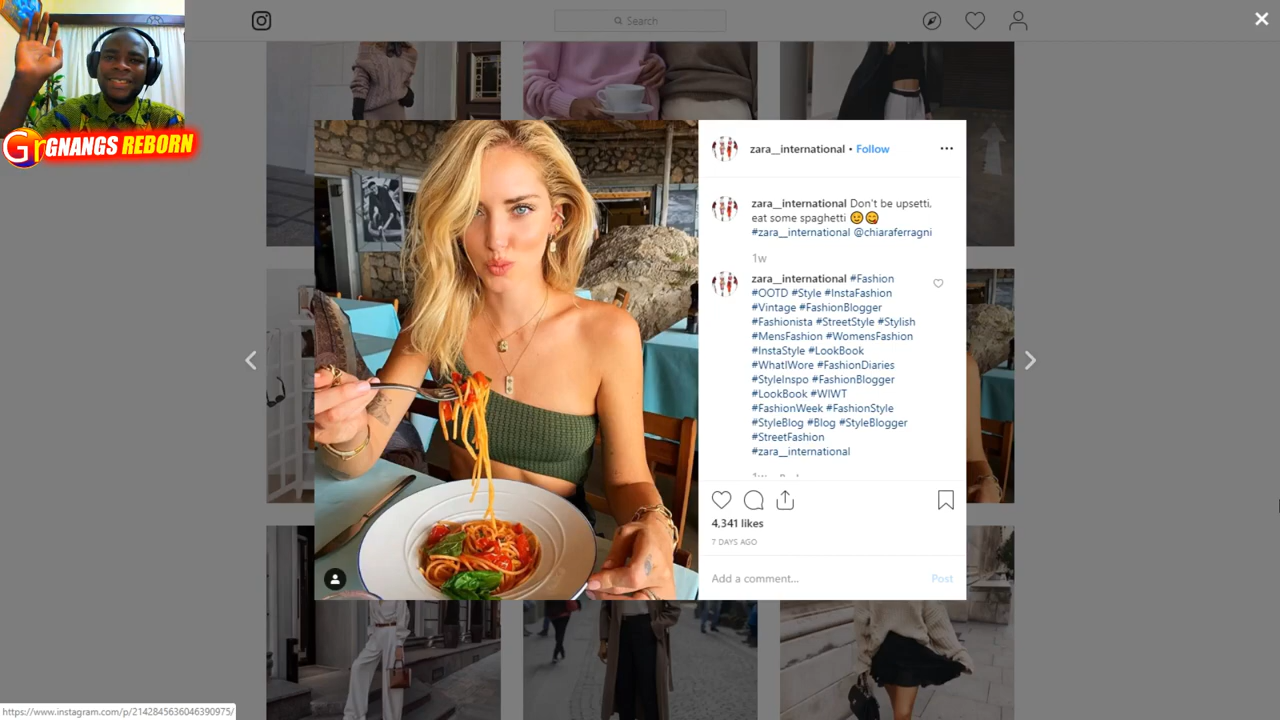 Search
GNANGS REBORN
zara__international • Follow
zara__international Don't be upsetti,
eat some spaghetti
#zara__international @chiaraferragni
1w
zara__international #Fashion
#OOTD #Style #InstaFashion
#Vintage #FashionBlogger
#Fashionista #StreetStyle #Stylish
#MensFashion #WomensFashion
#InstaStyle #LookBook
#WhatIWore #FashionDiaries
#StyleInspo #FashionBlogger
#LookBook #WIWT
#FashionWeek #FashionStyle
#StyleBlog #Blog #StyleBlogger
#StreetFashion
#zara__international
4,341 likes
7 DAYS AGO
Add a comment... Post
https://www.instagram.com/p/2142845636046390975/